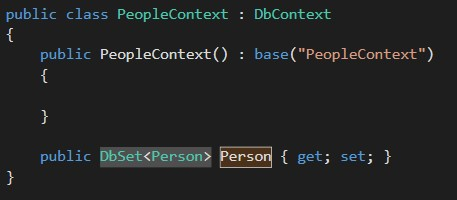 public class PeopleContext : DbContext
{
    public PeopleContext() : base("PeopleContext")
    {
    }
    public DbSet<Person> Person { get; set; }
}